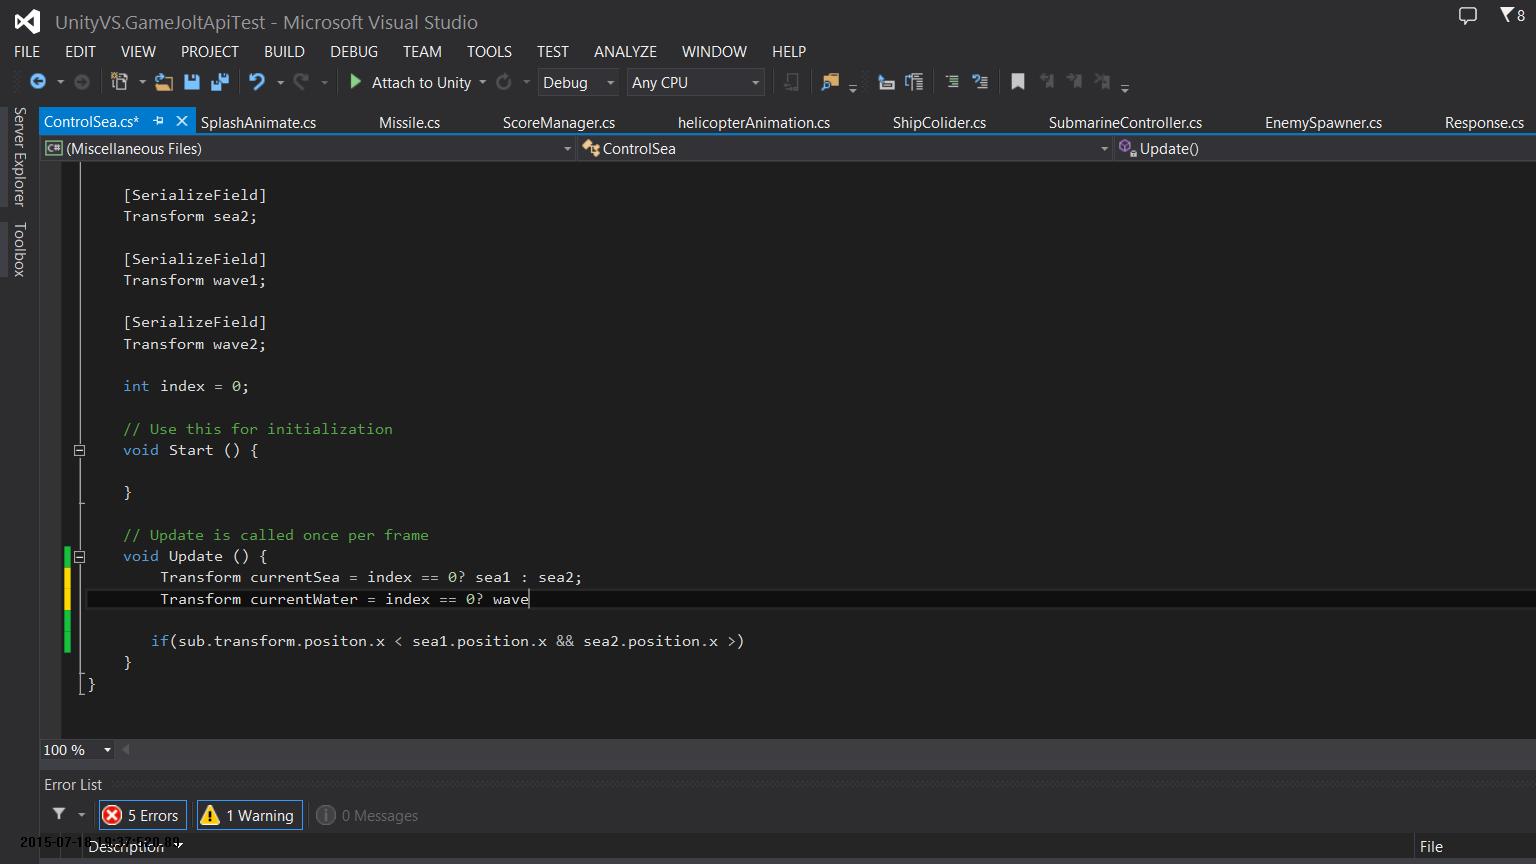 UnityVS.GameJoltApiTest - Microsoft Visual Studio
8
FILE EDIT VIEW PROJECT BUILD DEBUG TEAM TOOLS TEST ANALYZE WINDOW HELP
Attach to Unity Debug Any CPU
Server Explorer
Toolbox
ControlSea.cs* SplashAnimate.cs Missile.cs ScoreManager.cs helicopterAnimation.cs ShipColider.cs SubmarineController.cs EnemySpawner.cs Response.cs
C# (Miscellaneous Files) ControlSea Update()
[SerializeField]
Transform sea2;
[SerializeField]
Transform wave1;
[SerializeField]
Transform wave2;
int index = 0;
// Use this for initialization
void Start () {
}
// Update is called once per frame
void Update () {
Transform currentSea = index == 0? sea1 : sea2;
Transform currentWater = index == 0? wave
if(sub.transform.positon.x < sea1.position.x && sea2.position.x >)
}
}
100 %
Error List
5 Errors 1 Warning 0 Messages
Description File